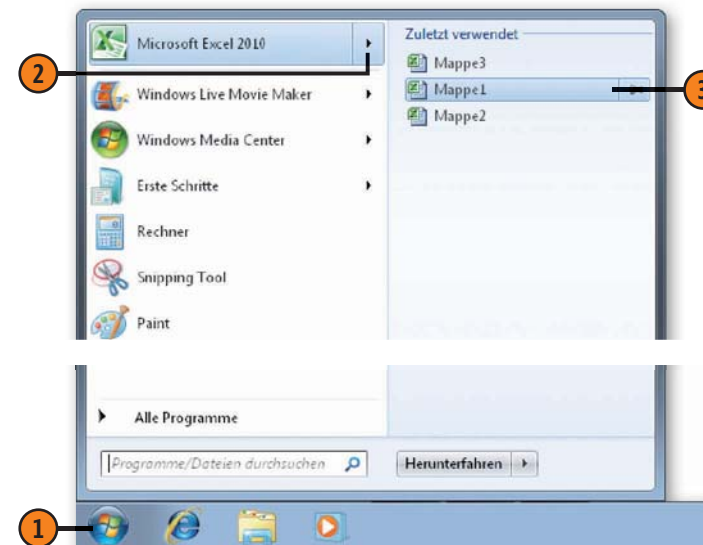 Microsoft Excel 2010
Windows Live Movie Maker
Windows Media Center
Erste Schritte
Rechner
Snipping Tool
Paint
Zuletzt verwendet
Mappe3
Mappe1
Mappe2
2
3
Alle Programme
Programme/Dateien durchsuchen
Herunterfahren
1